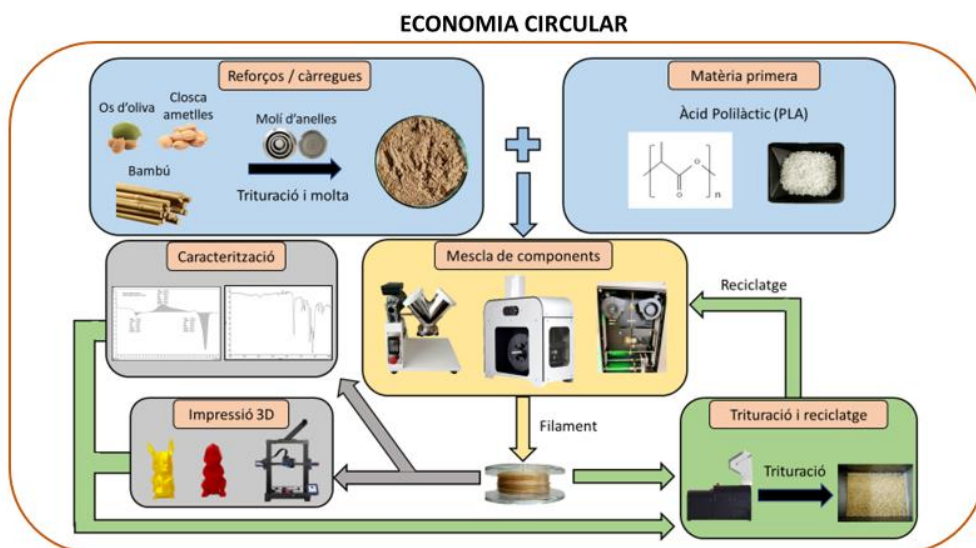 ECONOMIA CIRCULAR
Reforços / càrregues
Os d'oliva
Closca
ametlles
Molí d'anelles
Bambú
Trituració i molta
Matèria primera
Àcid Polilàctic (PLA)
O
O
n
Caracterització
Mescla de components
Reciclatge
Impressió 3D
Filament
Trituració i reciclatge
Trituració